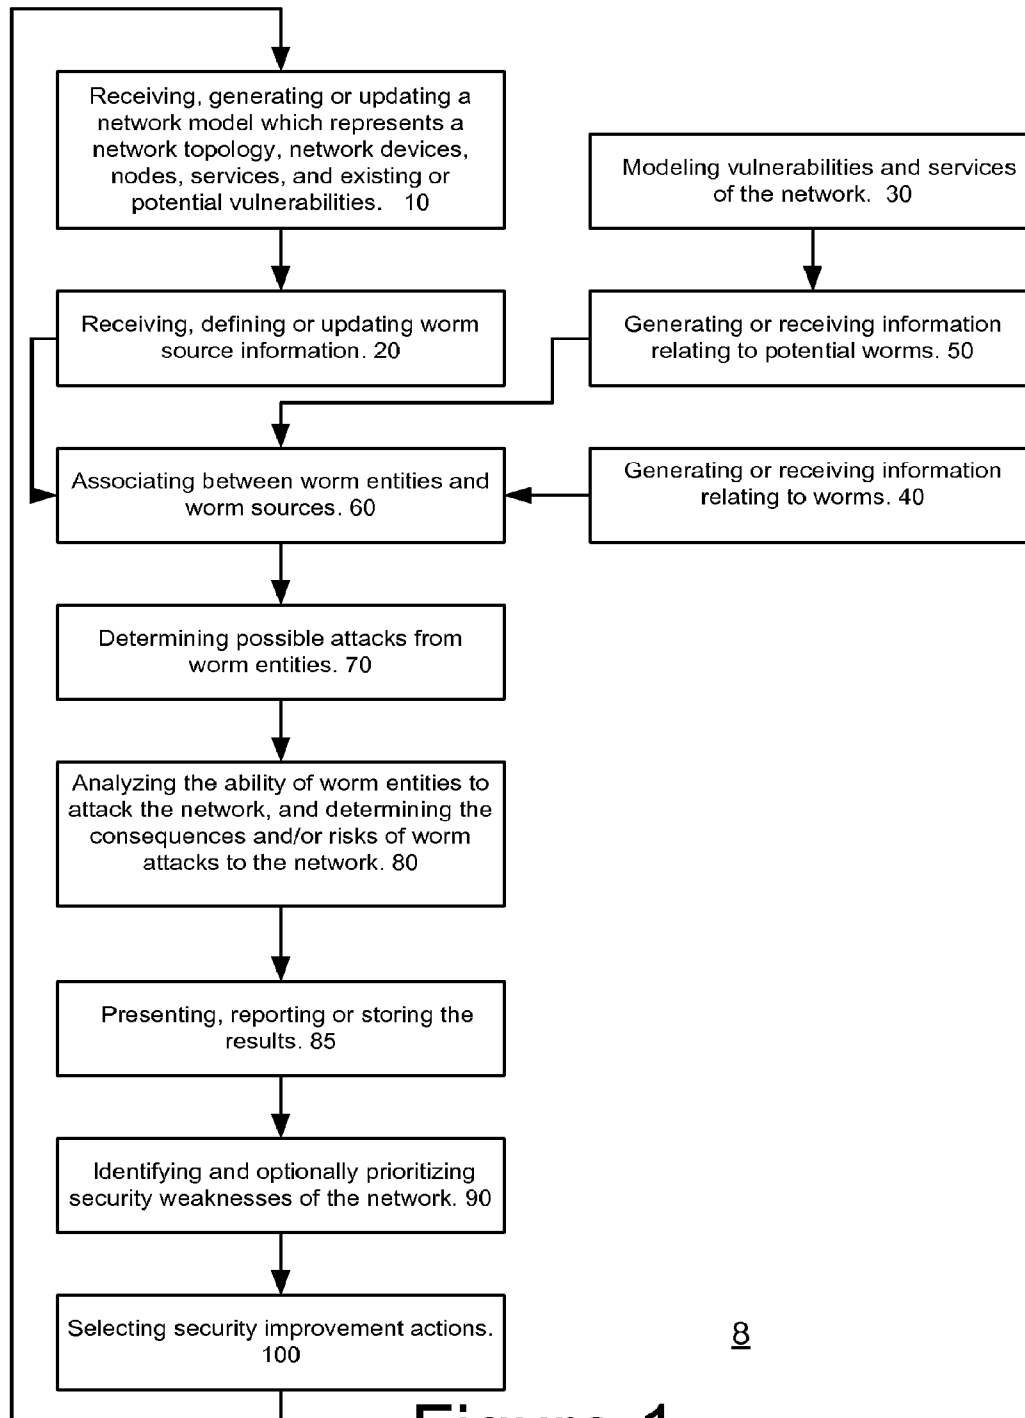 Receiving, generating or updating a
network model which represents a
network topology, network devices,
nodes, services, and existing or
potential vulnerabilities. 10
Modeling vulnerabilities and services
of the network. 30
Receiving, defining or updating worm
source information. 20
Generating or receiving information
relating to potential worms. 50
Associating between worm entities and
worm sources. 60
Generating or receiving information
relating to worms. 40
Determining possible attacks from
worm entities. 70
Analyzing the ability of worm entities to
attack the network, and determining the
consequences and/or risks of worm
attacks to the network. 80
Presenting, reporting or storing the
results. 85
Identifying and optionally prioritizing
security weaknesses of the network. 90
Selecting security improvement actions.
100
8
Figure 1